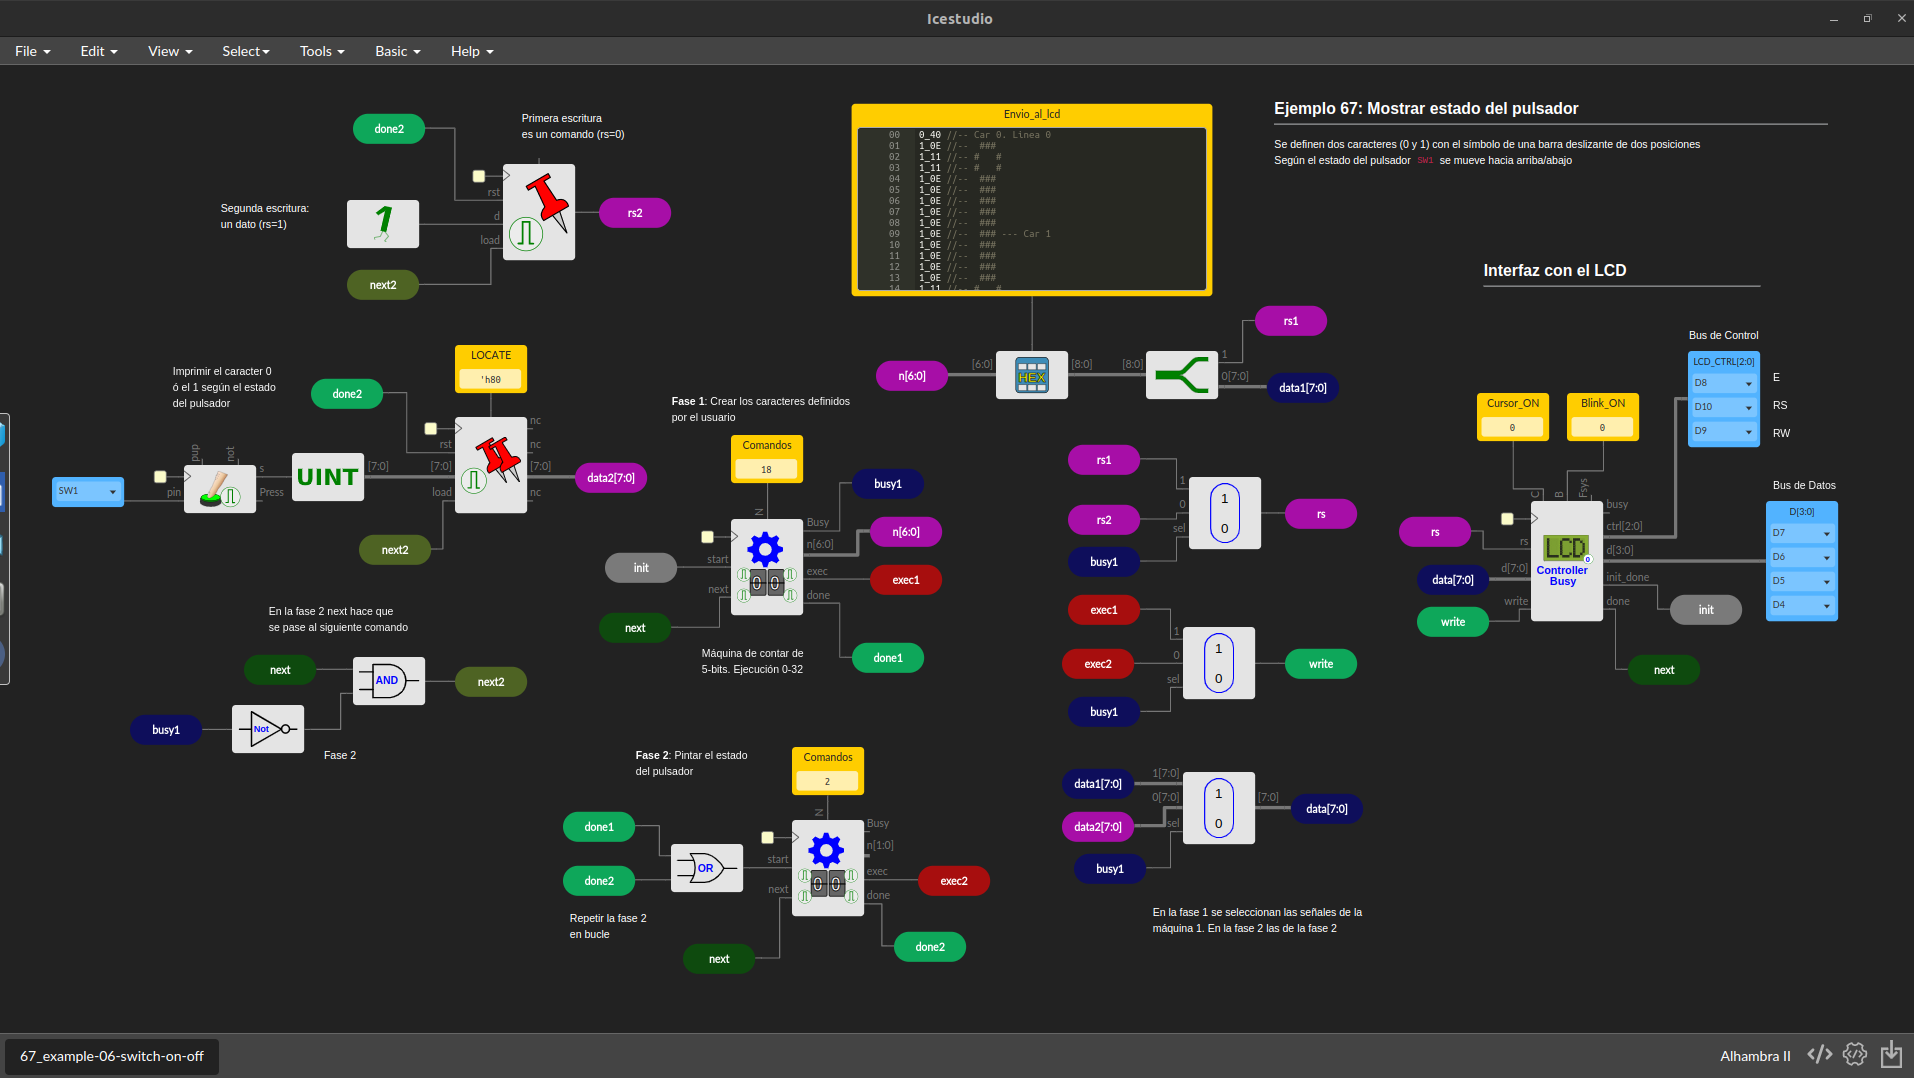 Icestudio
File Edit View Select Tools Basic Help
done2
Primera escritura
es un comando (rs=0)
rst
d
load
Segunda escritura:
un dato (rs=1)
1
rs2
next2
Envio_al_lcd
00 0_40 //-- Car 0. Linea 0
01 1_0E //-- ###
02 1_11 //-- # #
03 1_11 //-- # #
04 1_0E //-- ###
05 1_0E //-- ###
06 1_0E //-- ###
07 1_0E //-- ###
08 1_0E //-- ###
09 1_0E //-- ### --- Car 1
10 1_0E //-- ###
11 1_0E //-- ###
12 1_0E //-- ###
13 1_0E //-- ###
14 1_11 //-- # #
Ejemplo 67: Mostrar estado del pulsador
Se definen dos caracteres (0 y 1) con el símbolo de una barra deslizante de dos posiciones
Según el estado del pulsador SW1 se mueve hacia arriba/abajo
Interfaz con el LCD
n[6:0]
[6:0]
HEX
[8:0]
[8:0]
1
0[7:0]
rs1
data1[7:0]
Imprimir el caracter 0
ó el 1 según el estado
del pulsador
done2
LOCATE
'h80
rst
[7:0]
load
nc
nc
[7:0]
nc
data2[7:0]
SW1
pup
not
pin
s
Press
UINT
[7:0]
next2
Fase 1: Crear los caracteres definidos
por el usuario
Comandos
18
N
start
next
Busy
n[6:0]
exec
done
0 0
init
next
busy1
n[6:0]
exec1
done1
Máquina de contar de
5-bits. Ejecución 0-32
En la fase 2 next hace que
se pase al siguiente comando
next
AND
next2
busy1
Not
Fase 2
Fase 2: Pintar el estado
del pulsador
Comandos
2
N
start
next
Busy
n[1:0]
exec
done
0 0
done1
done2
OR
Repetir la fase 2
en bucle
next
exec2
done2
rs1
rs2
busy1
1
0
sel
1
0
rs
exec1
exec2
busy1
1
0
sel
1
0
write
data1[7:0]
data2[7:0]
busy1
1[7:0]
0[7:0]
sel
1
0
[7:0]
data[7:0]
En la fase 1 se seleccionan las señales de la
máquina 1. En la fase 2 las de la fase 2
Bus de Control
LCD_CTRL[2:0]
D8
D10
D9
E
RS
RW
Cursor_ON
0
Blink_ON
0
Bus de Datos
D[3:0]
D7
D6
D5
D4
C
B
Fsys
rs
d[7:0]
write
LCD
0
Controller
Busy
busy
ctrl[2:0]
d[3:0]
init_done
done
rs
data[7:0]
write
init
next
67_example-06-switch-on-off
Alhambra II